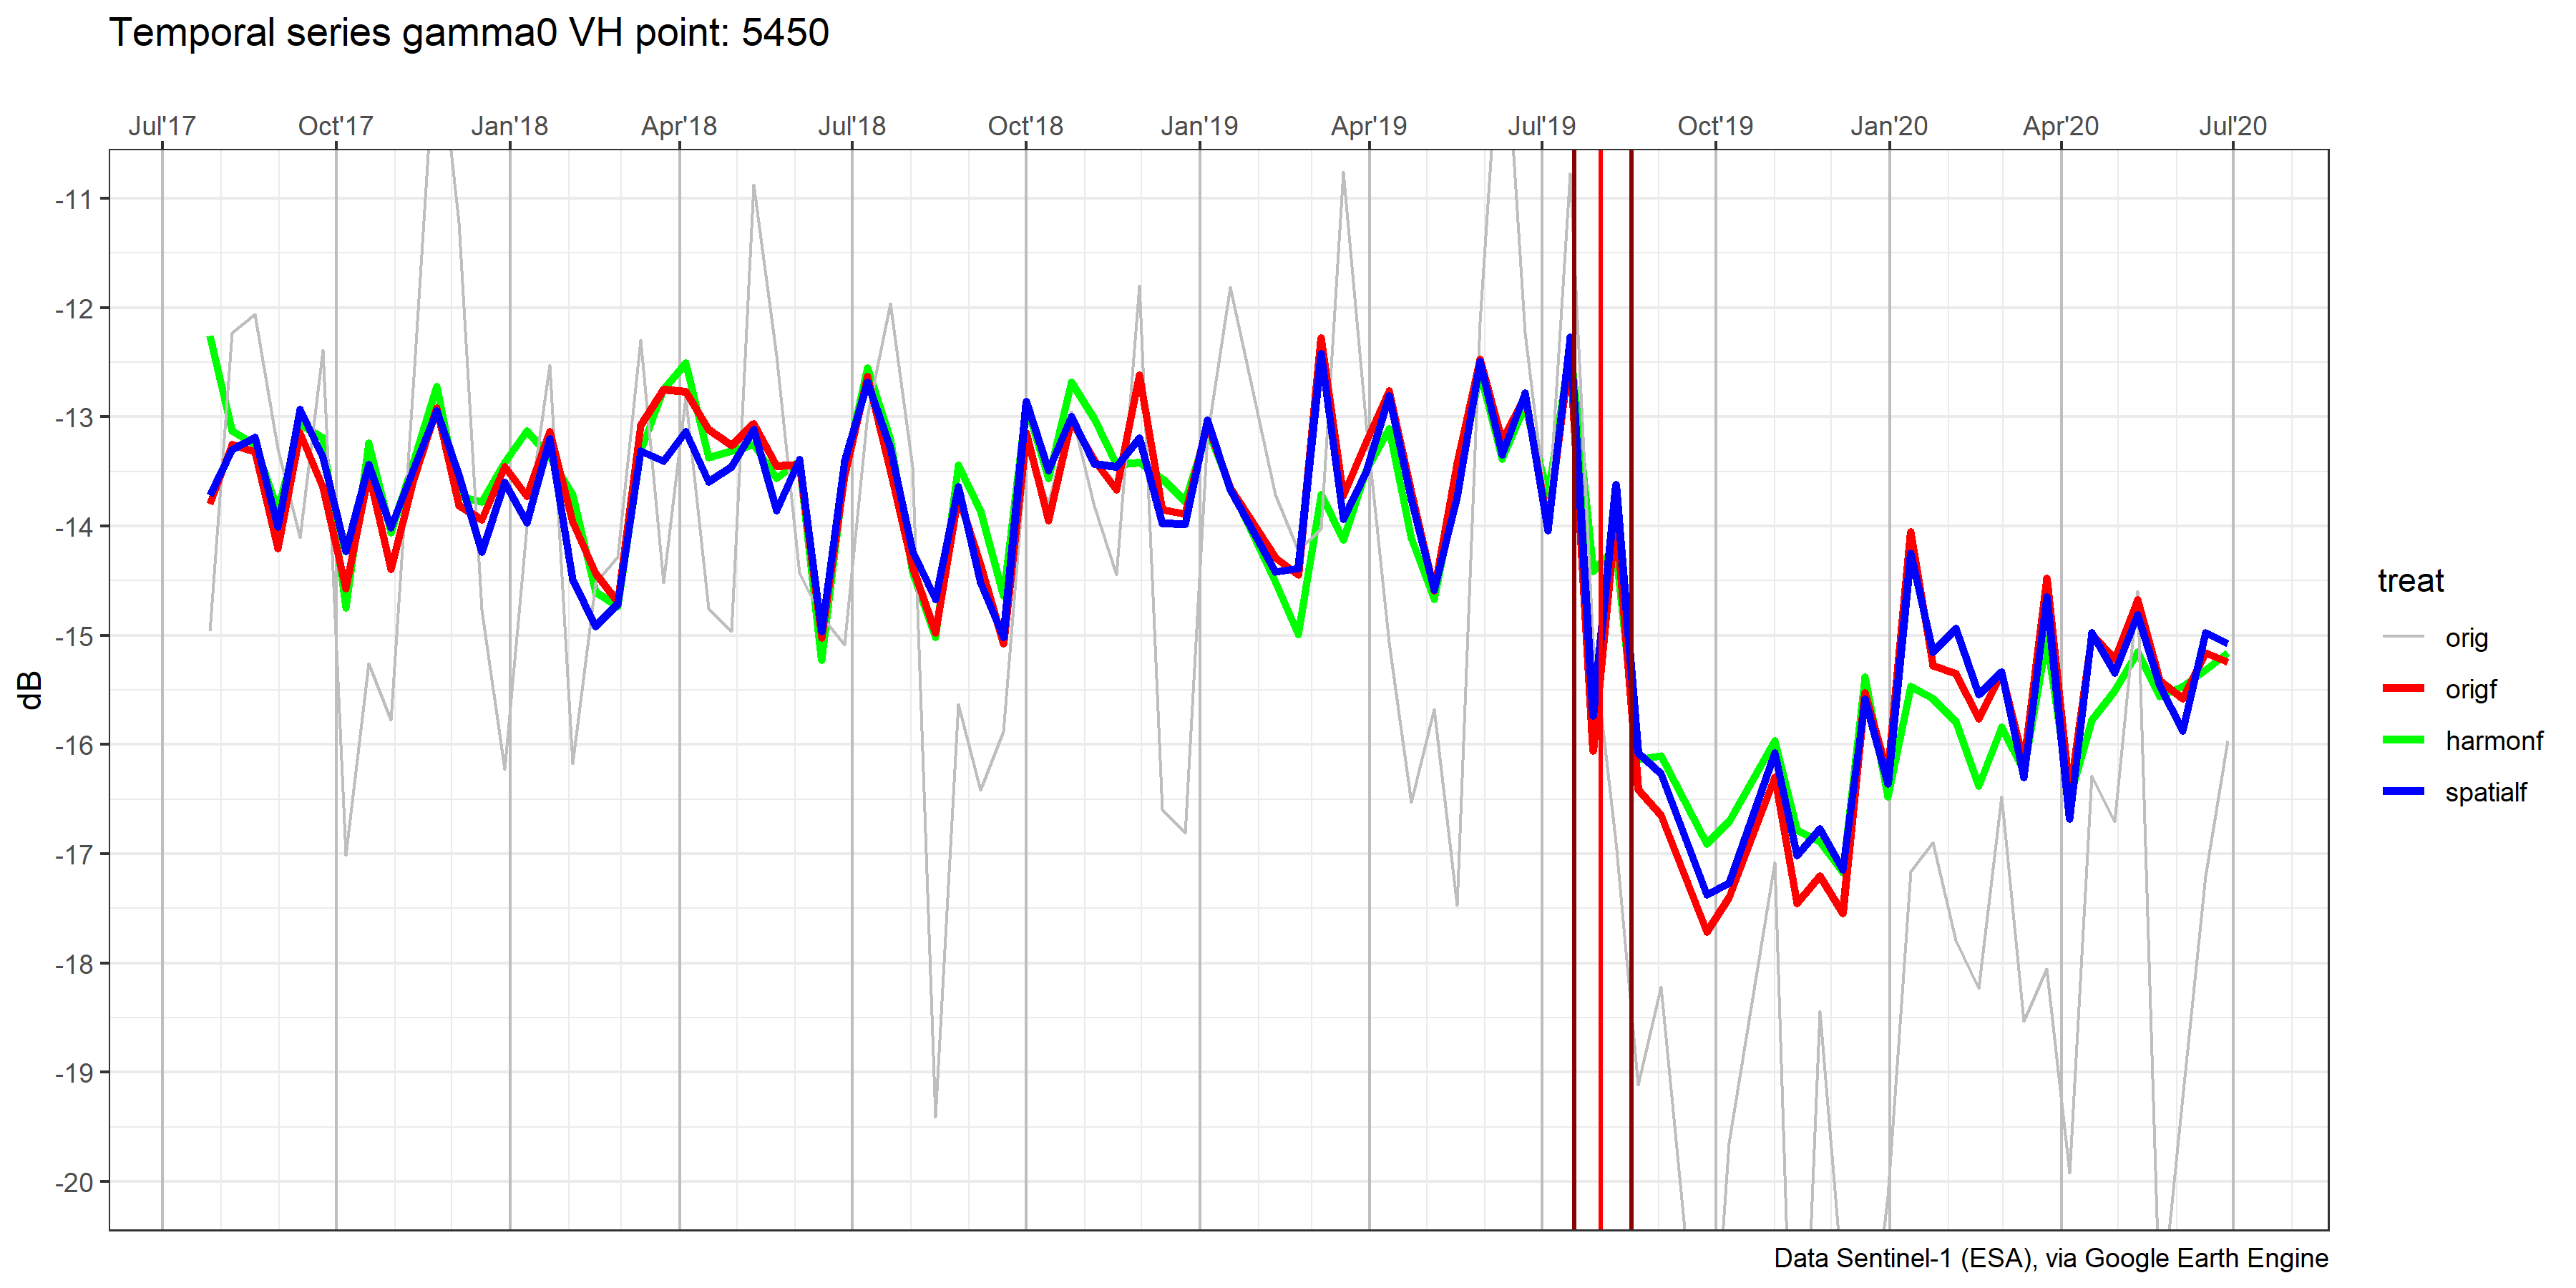 Temporal series gamma0 VH point: 5450
Jul'17 Oct'17 Jan'18 Apr'18 Jul'18 Oct'18 Jan'19 Apr'19 Jul'19 Oct'19 Jan'20 Apr'20 Jul'20
-11
-12
-13
-14
-15
-16
-17
-18
-19
-20
dB
treat
orig
origf
harmonf
spatialf
Data Sentinel-1 (ESA), via Google Earth Engine